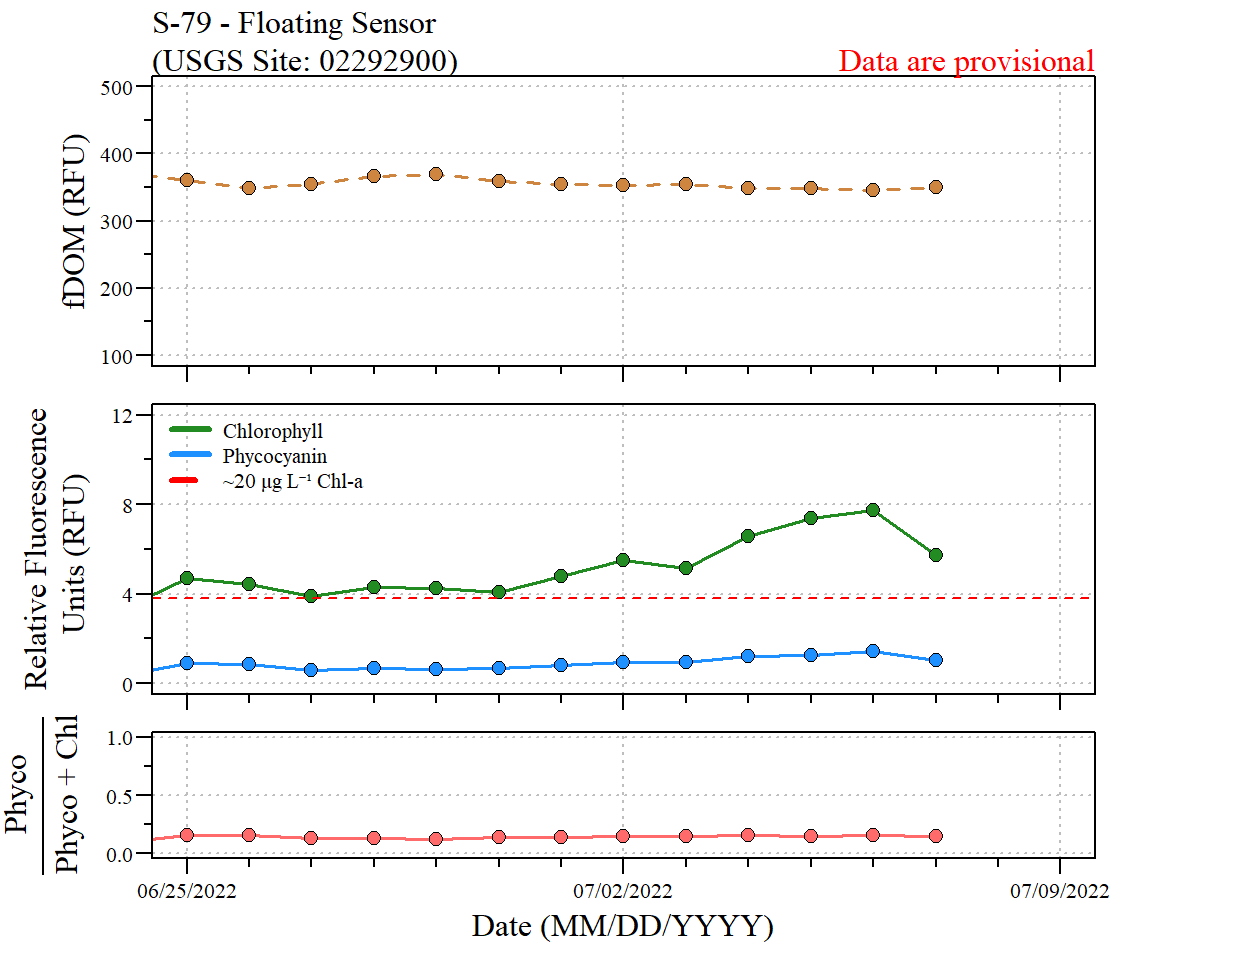 S-79 - Floating Sensor
(USGS Site: 02292900)
Data are provisional
500
400
300
200
100
fDOM (RFU)
12
8
4
0
Relative Fluorescence
Units (RFU)
Chlorophyll
Phycocyanin
~20 μg L⁻¹ Chl-a
1.0
0.5
0.0
Phyco
Phyco + Chl
06/25/2022
07/02/2022
07/09/2022
Date (MM/DD/YYYY)